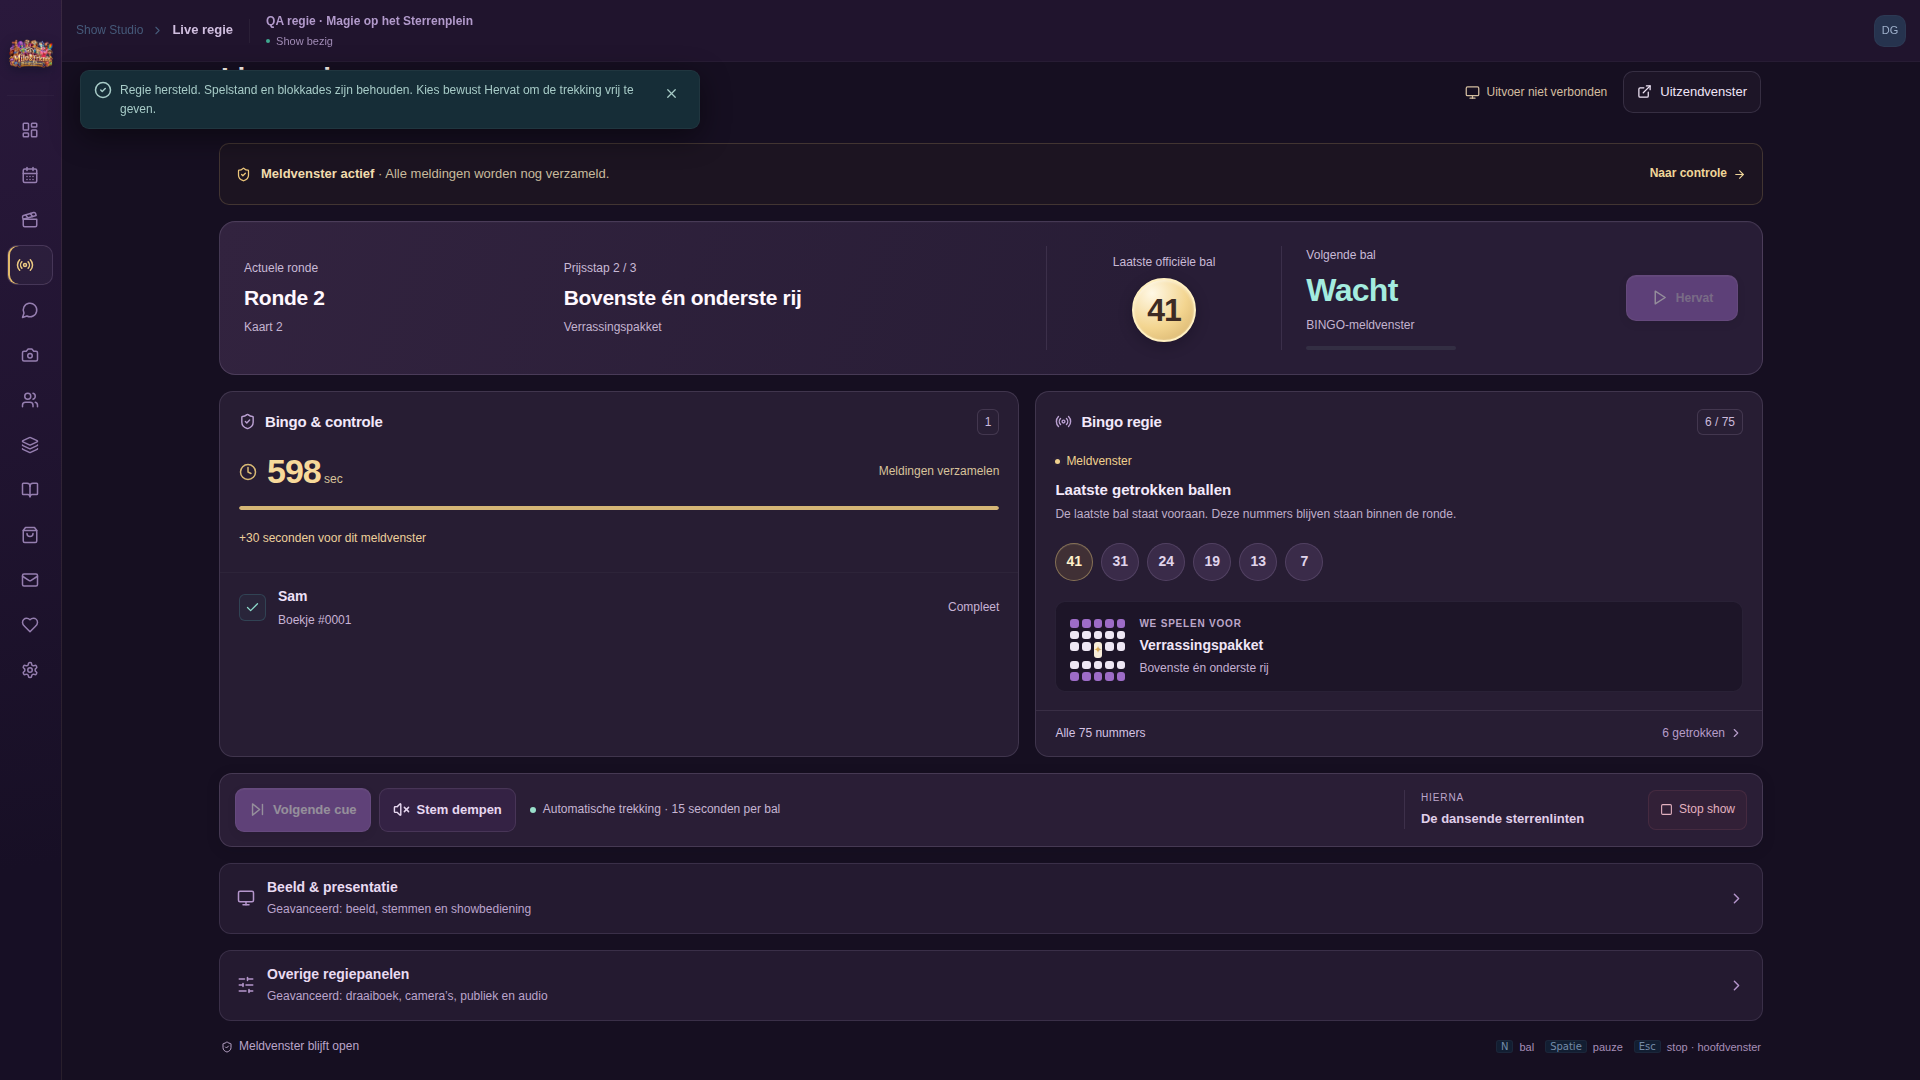 Show Studio
Live regie
QA regie · Magie op het Sterrenplein
Show bezig
DG
Regie hersteld. Spelstand en blokkades zijn behouden. Kies bewust Hervat om de trekking vrij te
geven.
Uitvoer niet verbonden
Uitzendvenster
Meldvenster actief · Alle meldingen worden nog verzameld.
Naar controle
Actuele ronde
Ronde 2
Kaart 2
Prijsstap 2 / 3
Bovenste én onderste rij
Verrassingspakket
Laatste officiële bal
41
Volgende bal
Wacht
BINGO-meldvenster
Hervat
Bingo & controle
1
598 sec
Meldingen verzamelen
+30 seconden voor dit meldvenster
Sam
Boekje #0001
Compleet
Bingo regie
6 / 75
Meldvenster
Laatste getrokken ballen
De laatste bal staat vooraan. Deze nummers blijven staan binnen de ronde.
41 31 24 19 13 7
WE SPELEN VOOR
Verrassingspakket
Bovenste én onderste rij
Alle 75 nummers
6 getrokken
Volgende cue
Stem dempen
Automatische trekking · 15 seconden per bal
HIERNA
De dansende sterrenlinten
Stop show
Beeld & presentatie
Geavanceerd: beeld, stemmen en showbediening
Overige regiepanelen
Geavanceerd: draaiboek, camera's, publiek en audio
Meldvenster blijft open
N bal Spatie pauze Esc stop · hoofdvenster